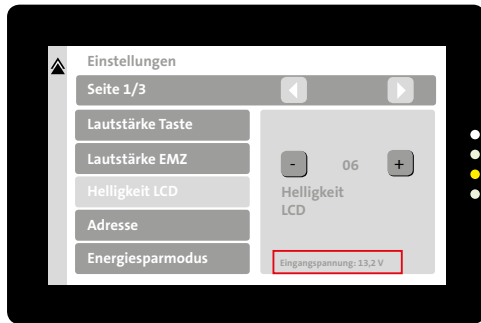 Einstellungen
Seite 1/3
Lautstärke Taste
Lautstärke EMZ
Helligkeit LCD
Adresse
Energiesparmodus
- 06 +
Helligkeit
LCD
Eingangspannung: 13,2 V